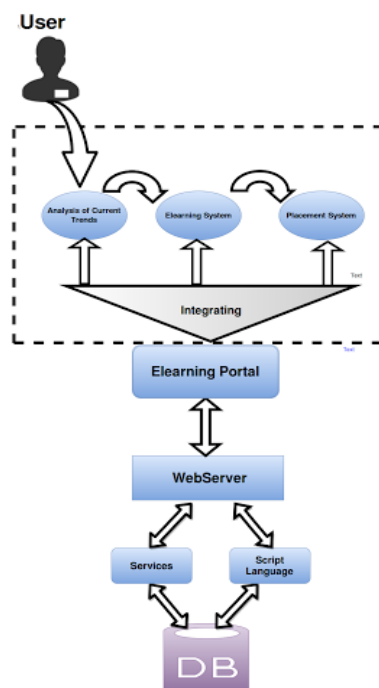 .User
Analysis of Current
Trends
Elearning System
Placement System
Text
Integrating
Text
Elearning Portal
WebServer
Services
Script
Language
DB